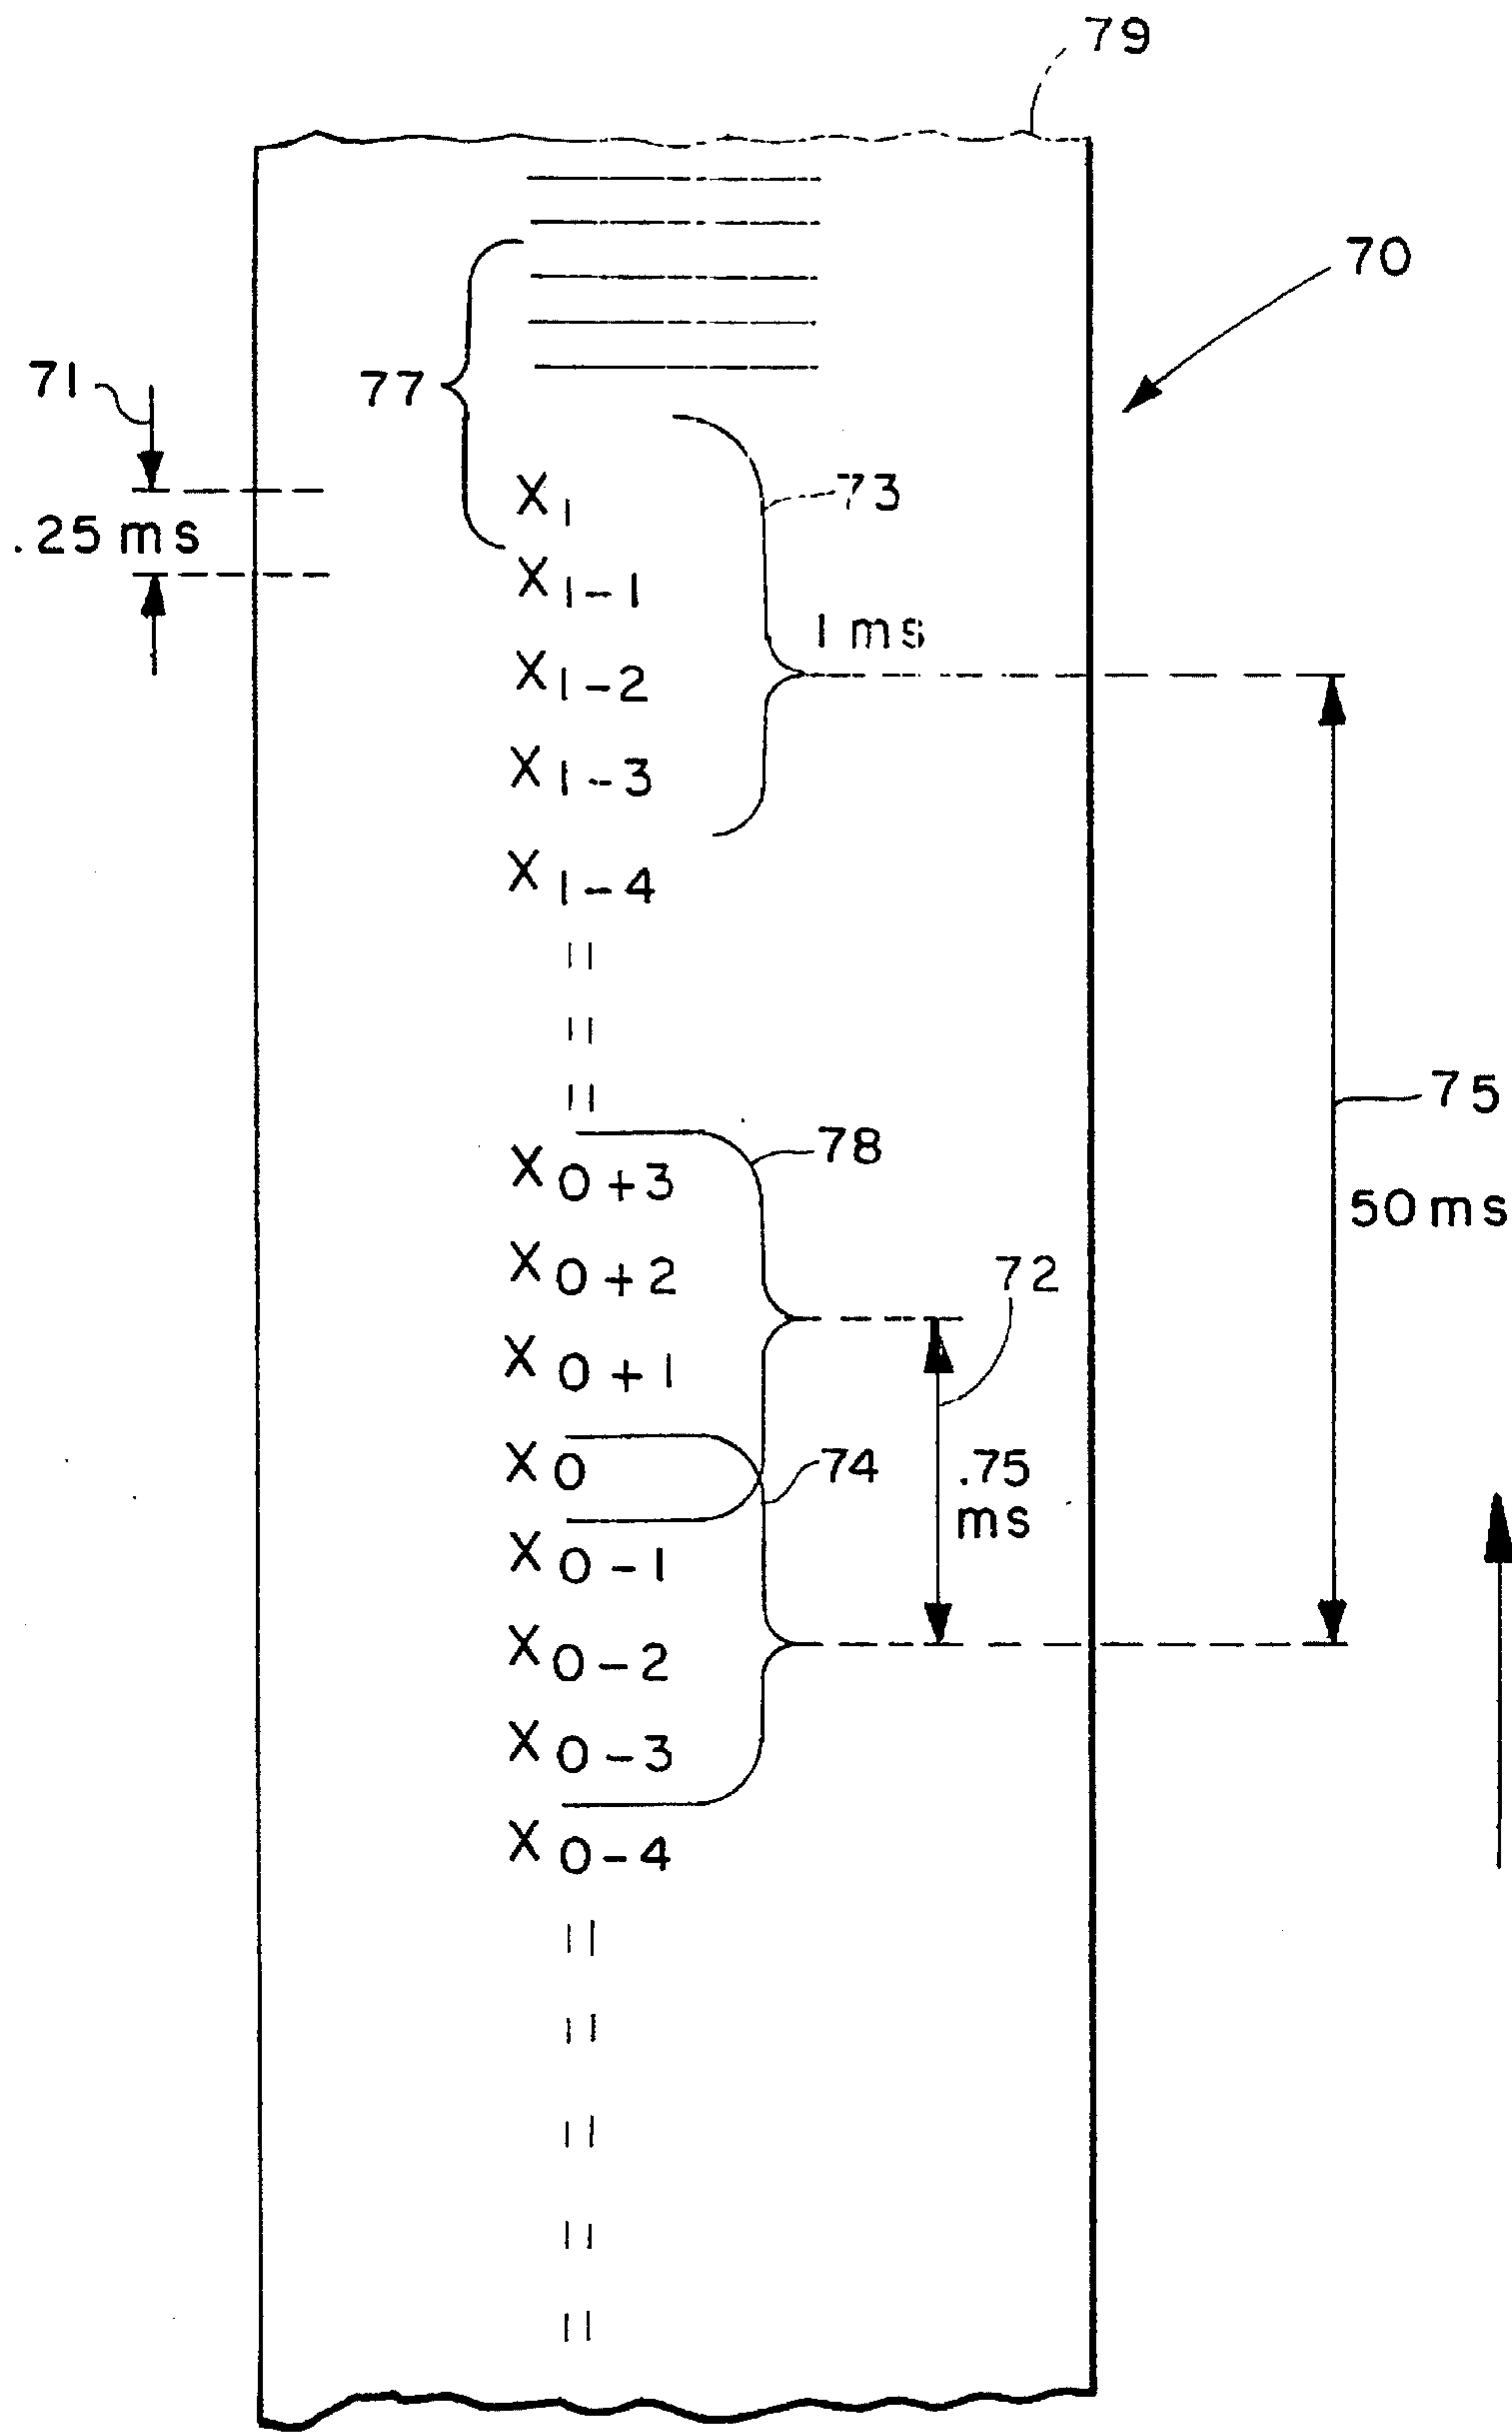 79
70
71
77
X1
73
.25 ms
X1-1
1 ms
X1-2
X1-3
X1-4
75
X0+3
78
50 ms
X0+2
72
X0+1
X0
74
.75
ms
X0-1
X0-2
X0-3
X0-4